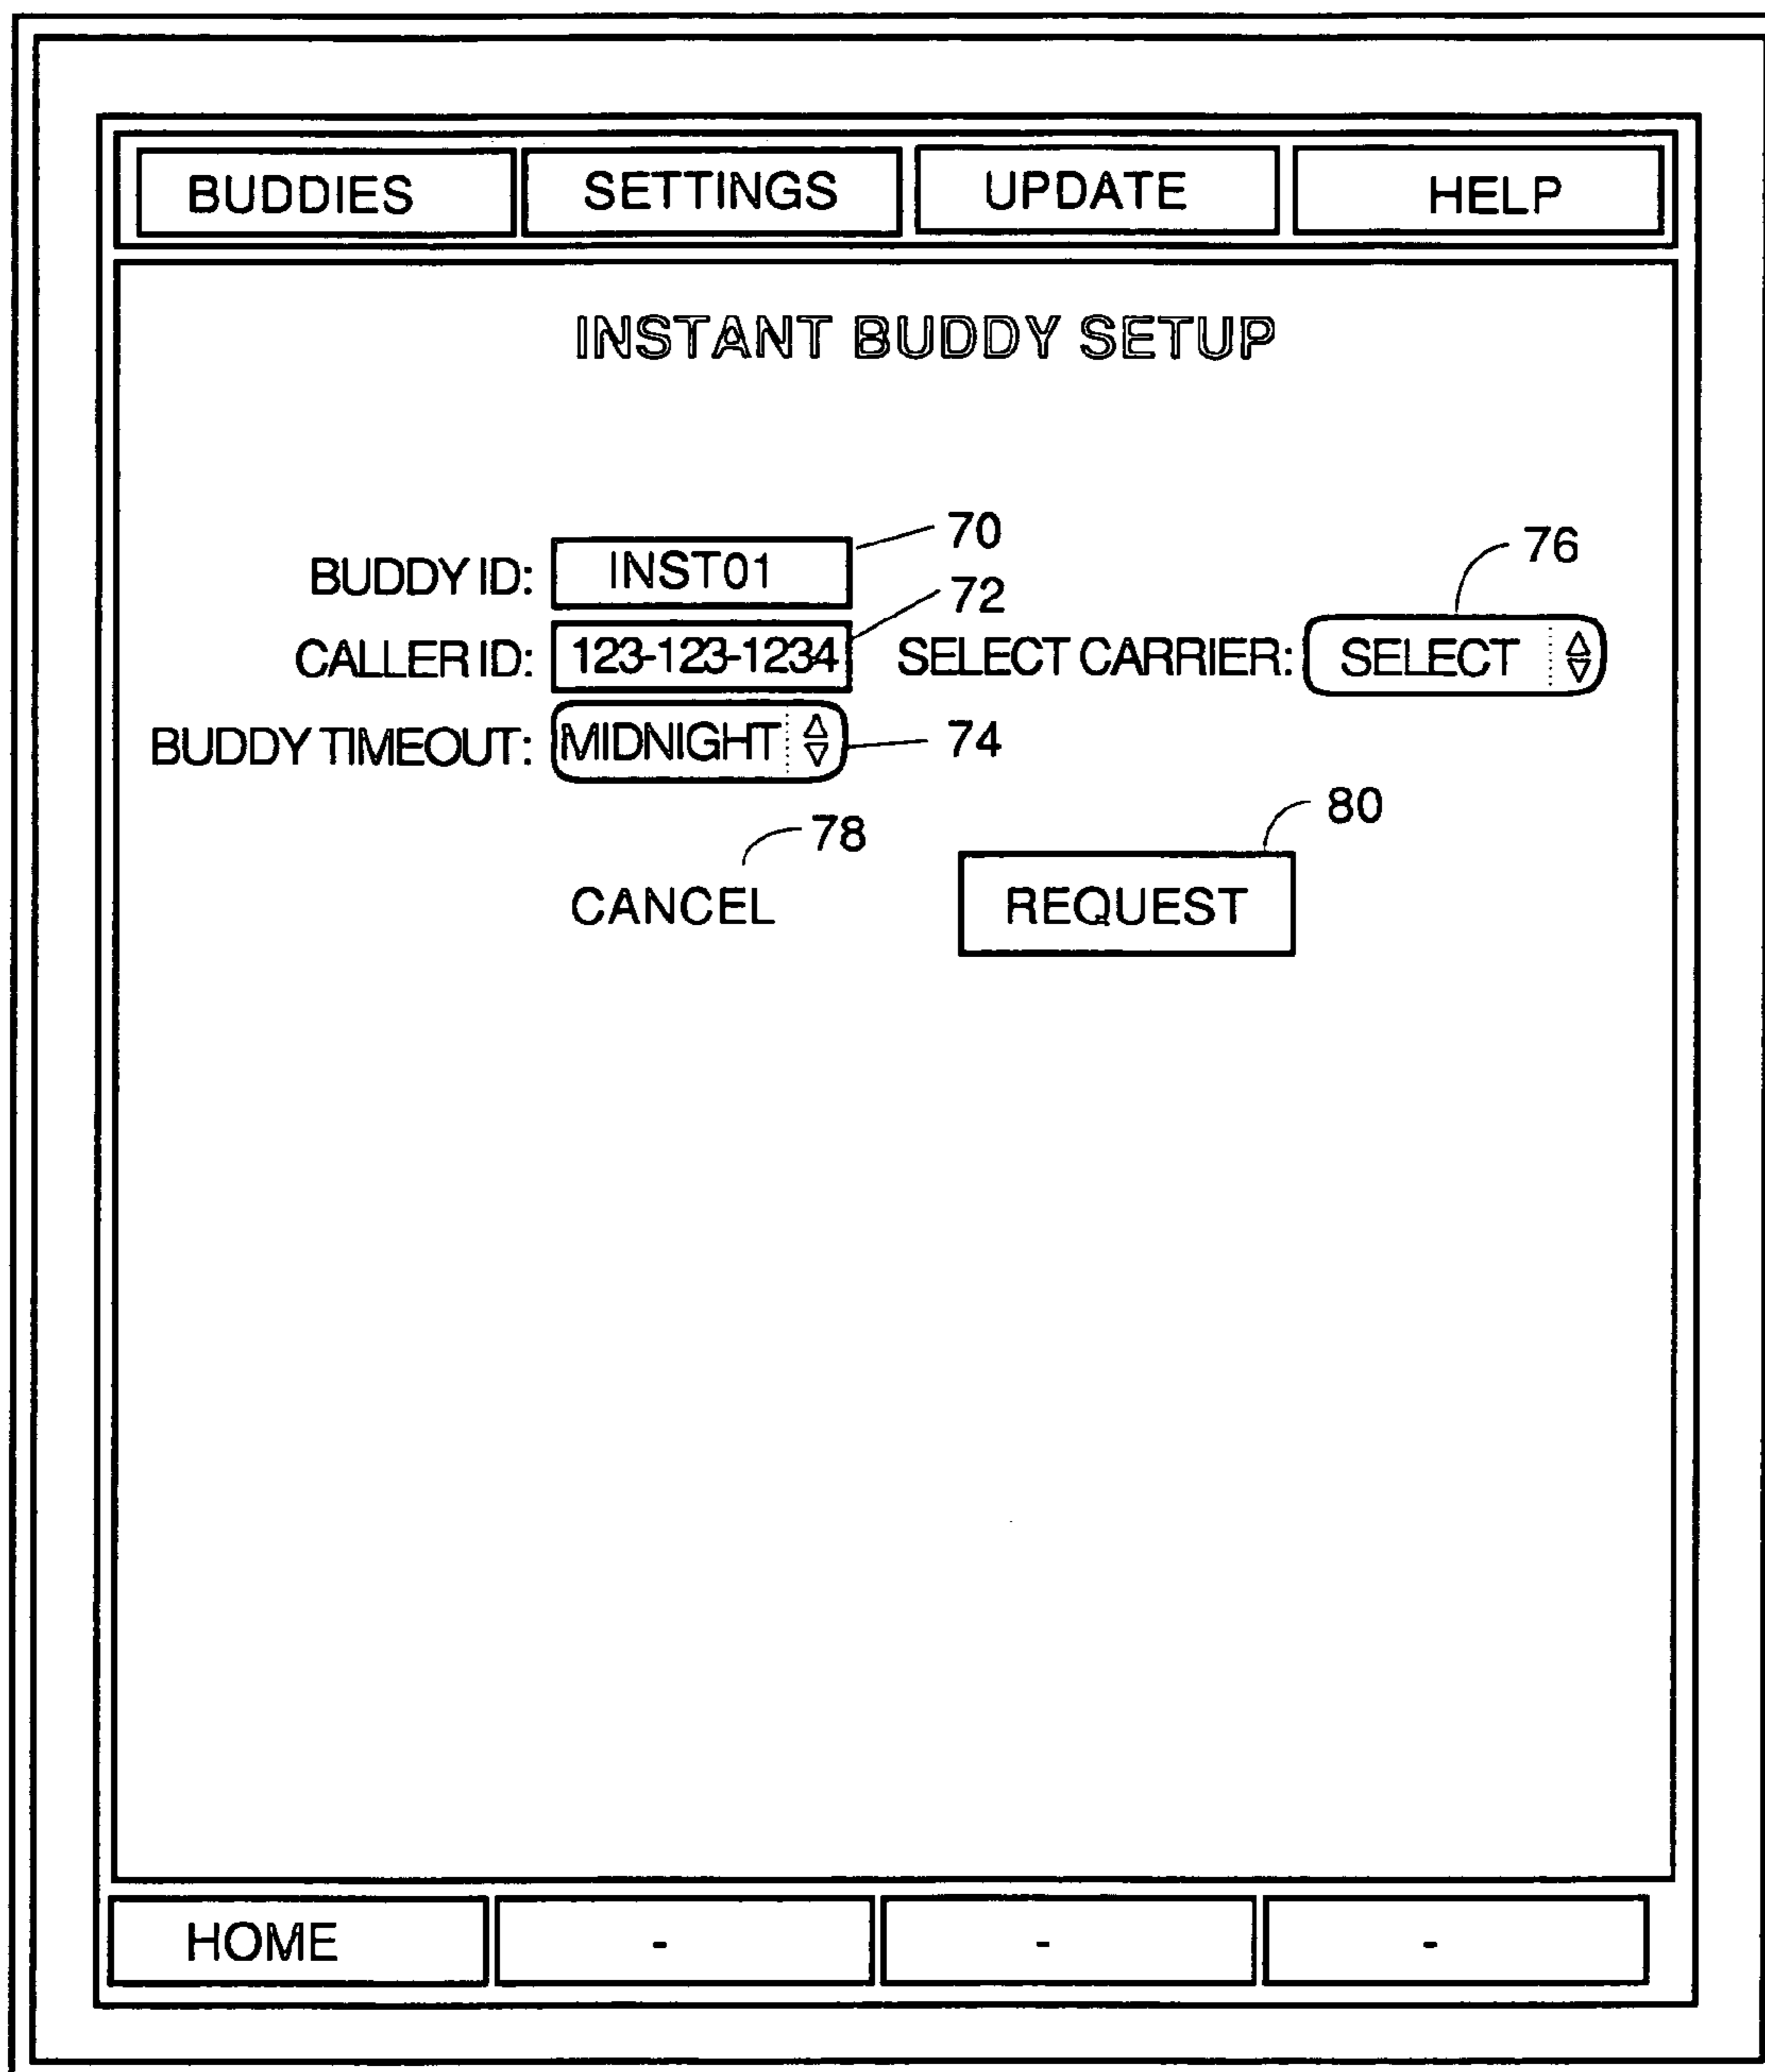 BUDDIES SETTINGS UPDATE HELP
INSTANT BUDDY SETUP
BUDDY ID: INST01 70
CALLER ID: 123-123-1234 72 SELECT CARRIER: SELECT 76
BUDDY TIMEOUT: MIDNIGHT 74
CANCEL 78 REQUEST 80
HOME - - -